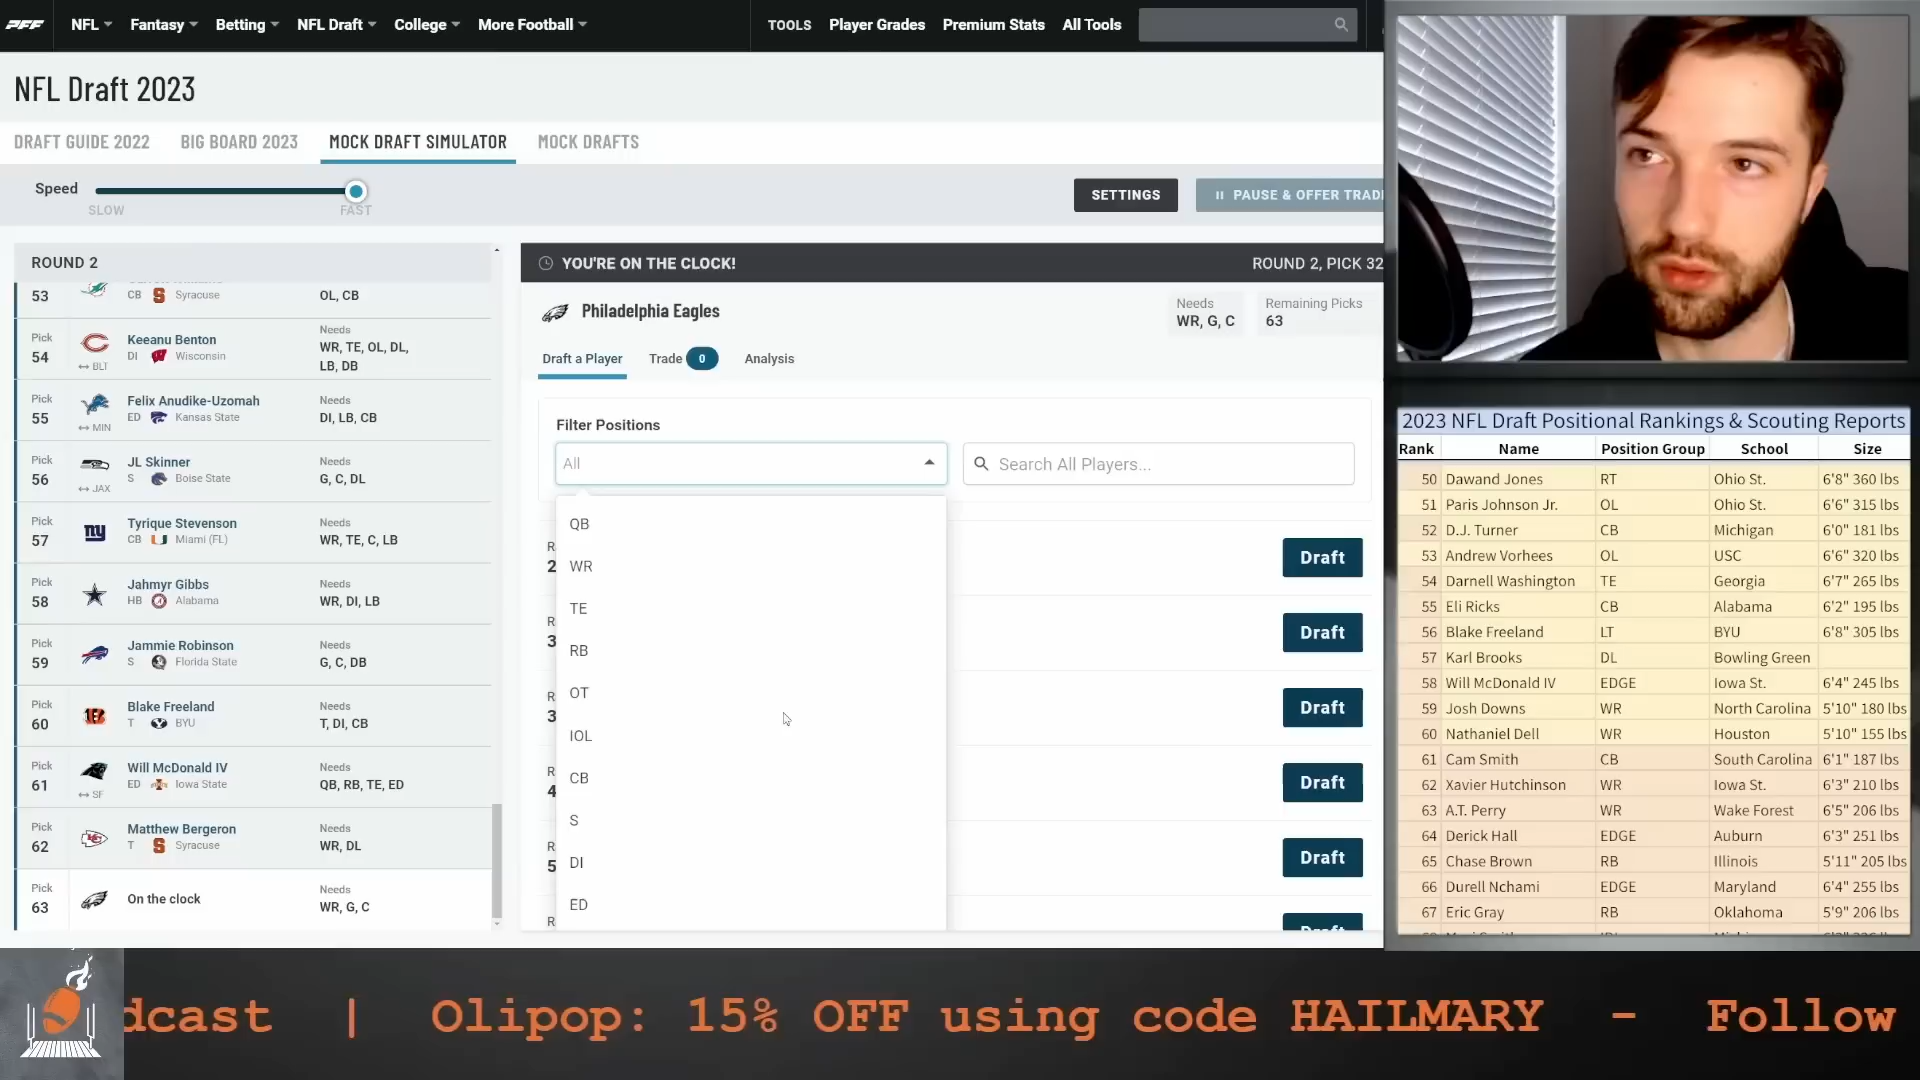 PFF NFL Fantasy Betting NFL Draft College More Football TOOLS Player Grades Premium Stats All Tools
NFL Draft 2023
DRAFT GUIDE 2022 BIG BOARD 2023 MOCK DRAFT SIMULATOR MOCK DRAFTS
Speed
SLOW FAST
SETTINGS
PAUSE & OFFER TRAD
ROUND 2
53 CB Syracuse OL, CB
Pick Keeanu Benton Needs
54 DI Wisconsin WR, TE, OL, DL,
↔ BLT LB, DB
Pick Felix Anudike-Uzomah Needs
55 ED Kansas State DI, LB, CB
↔ MIN
Pick JL Skinner Needs
56 S Boise State G, C, DL
↔ JAX
Pick Tyrique Stevenson Needs
57 ny CB Miami (FL) WR, TE, C, LB
Pick Jahmyr Gibbs Needs
58 HB Alabama WR, DI, LB
Pick Jammie Robinson Needs
59 S Florida State G, C, DB
Pick Blake Freeland Needs
60 T BYU T, DI, CB
Pick Will McDonald IV Needs
61 ED Iowa State QB, RB, TE, ED
↔ SF
Pick Matthew Bergeron Needs
62 T Syracuse WR, DL
Pick On the clock Needs
63 WR, G, C
YOU'RE ON THE CLOCK! ROUND 2, PICK 32
Philadelphia Eagles
Needs
WR, G, C
Remaining Picks
63
Draft a Player Trade 0 Analysis
Filter Positions
All
Search All Players...
QB
WR
TE
RB
OT
IOL
CB
S
DI
ED
Draft
Draft
Draft
Draft
Draft
Draft
2023 NFL Draft Positional Rankings & Scouting Reports
Rank Name Position Group School Size
50 Dawand Jones RT Ohio St. 6'8" 360 lbs
51 Paris Johnson Jr. OL Ohio St. 6'6" 315 lbs
52 D.J. Turner CB Michigan 6'0" 181 lbs
53 Andrew Vorhees OL USC 6'6" 320 lbs
54 Darnell Washington TE Georgia 6'7" 265 lbs
55 Eli Ricks CB Alabama 6'2" 195 lbs
56 Blake Freeland LT BYU 6'8" 305 lbs
57 Karl Brooks DL Bowling Green
58 Will McDonald IV EDGE Iowa St. 6'4" 245 lbs
59 Josh Downs WR North Carolina 5'10" 180 lbs
60 Nathaniel Dell WR Houston 5'10" 155 lbs
61 Cam Smith CB South Carolina 6'1" 187 lbs
62 Xavier Hutchinson WR Iowa St. 6'3" 210 lbs
63 A.T. Perry WR Wake Forest 6'5" 206 lbs
64 Derick Hall EDGE Auburn 6'3" 251 lbs
65 Chase Brown RB Illinois 5'11" 205 lbs
66 Durell Nchami EDGE Maryland 6'4" 255 lbs
67 Eric Gray RB Oklahoma 5'9" 206 lbs
dcast | Olipop: 15% OFF using code HAILMARY - Follow